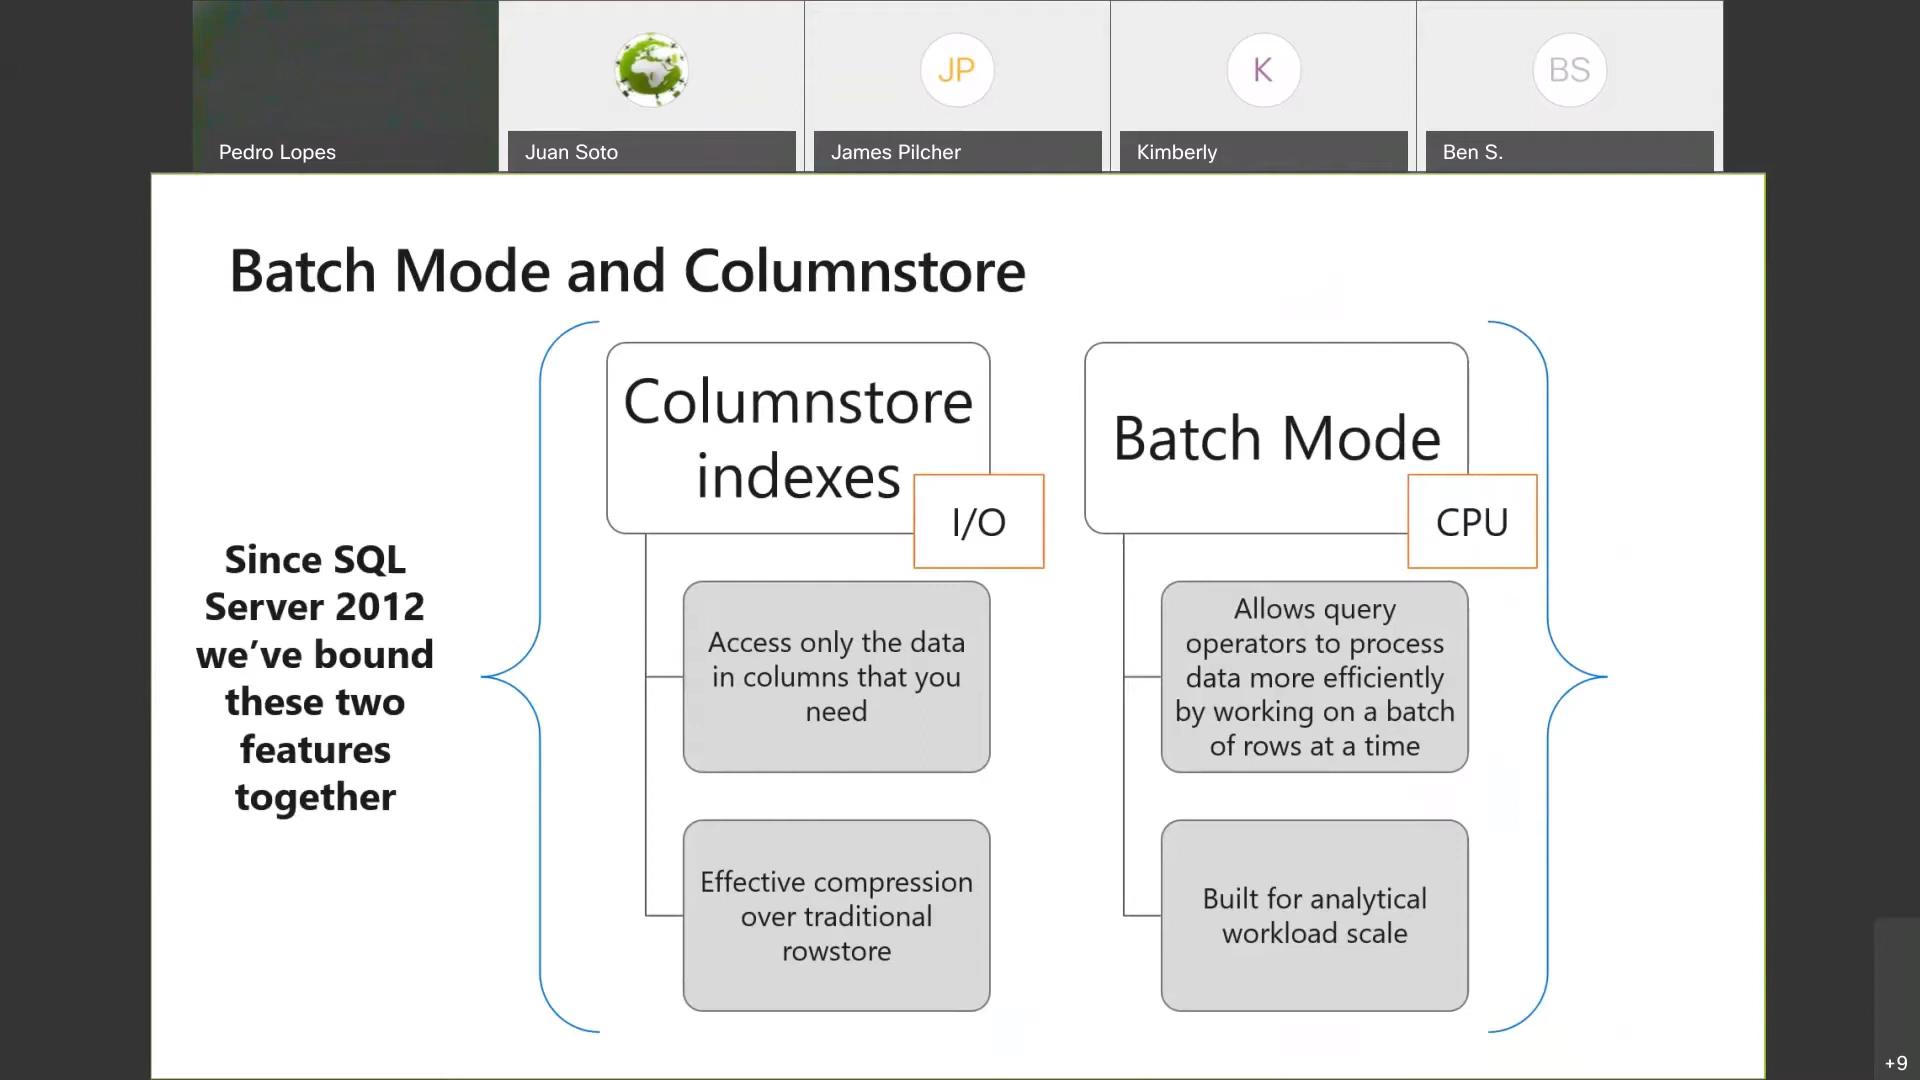 JP
K
BS
Pedro Lopes
Juan Soto
James Pilcher
Kimberly
Ben S.
Batch Mode and Columnstore
Since SQL
Server 2012
we’ve bound
these two
features
together
Columnstore
indexes
I/O
Access only the data
in columns that you
need
Effective compression
over traditional
rowstore
Batch Mode
CPU
Allows query
operators to process
data more efficiently
by working on a batch
of rows at a time
Built for analytical
workload scale
+9